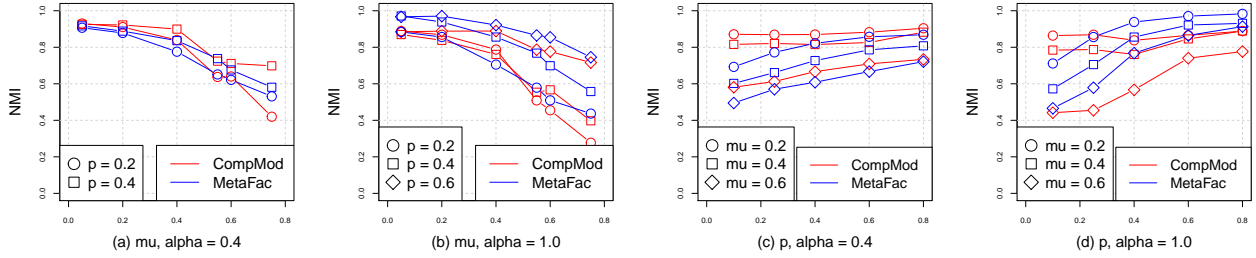 NMI
1.0
0.8
0.6
0.4
0.2
0.0
p = 0.2
p = 0.4
CompMod
MetaFac
0.0 0.2 0.4 0.6 0.8
(a) mu, alpha = 0.4
NMI
1.0
0.8
0.6
0.4
0.2
0.0
p = 0.2
p = 0.4
p = 0.6
CompMod
MetaFac
0.0 0.2 0.4 0.6 0.8
(b) mu, alpha = 1.0
NMI
1.0
0.8
0.6
0.4
0.2
0.0
mu = 0.2
mu = 0.4
mu = 0.6
CompMod
MetaFac
0.0 0.2 0.4 0.6 0.8
(c) p, alpha = 0.4
NMI
1.0
0.8
0.6
0.4
0.2
0.0
mu = 0.2
mu = 0.4
mu = 0.6
CompMod
MetaFac
0.0 0.2 0.4 0.6 0.8
(d) p, alpha = 1.0